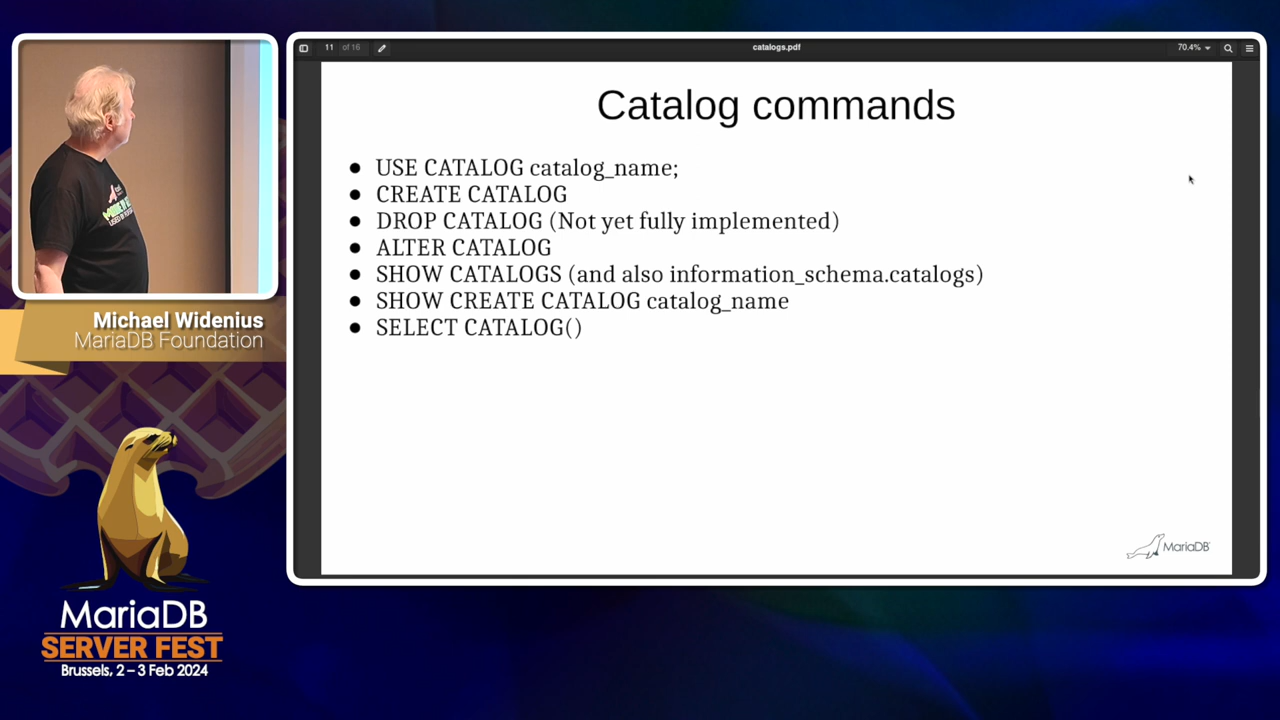 11 of 16
catalogs.pdf
70.4%
Catalog commands
● USE CATALOG catalog_name;
● CREATE CATALOG
● DROP CATALOG (Not yet fully implemented)
● ALTER CATALOG
● SHOW CATALOGS (and also information_schema.catalogs)
● SHOW CREATE CATALOG catalog_name
● SELECT CATALOG()
MariaDB
Michael Widenius
MariaDB Foundation
MariaDB
SERVER FEST
Brussels, 2 – 3 Feb 2024